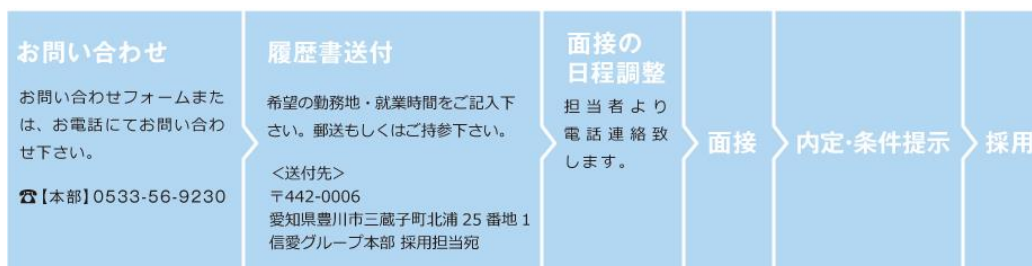 お問い合わせ
お問い合わせフォームまた
は、お電話にてお問い合わ
せ下さい。
☎【本部】0533-56-9230
履歴書送付
希望の勤務地・就業時間をご記入下
さい。郵送もしくはご持参下さい。
＜送付先＞
〒442-0006
愛知県豊川市三蔵子町北浦 25 番地 1
信愛グループ本部 採用担当宛
面接の
日程調整
担当者より
電話連絡致
します。
面接
内定・条件提示
採用